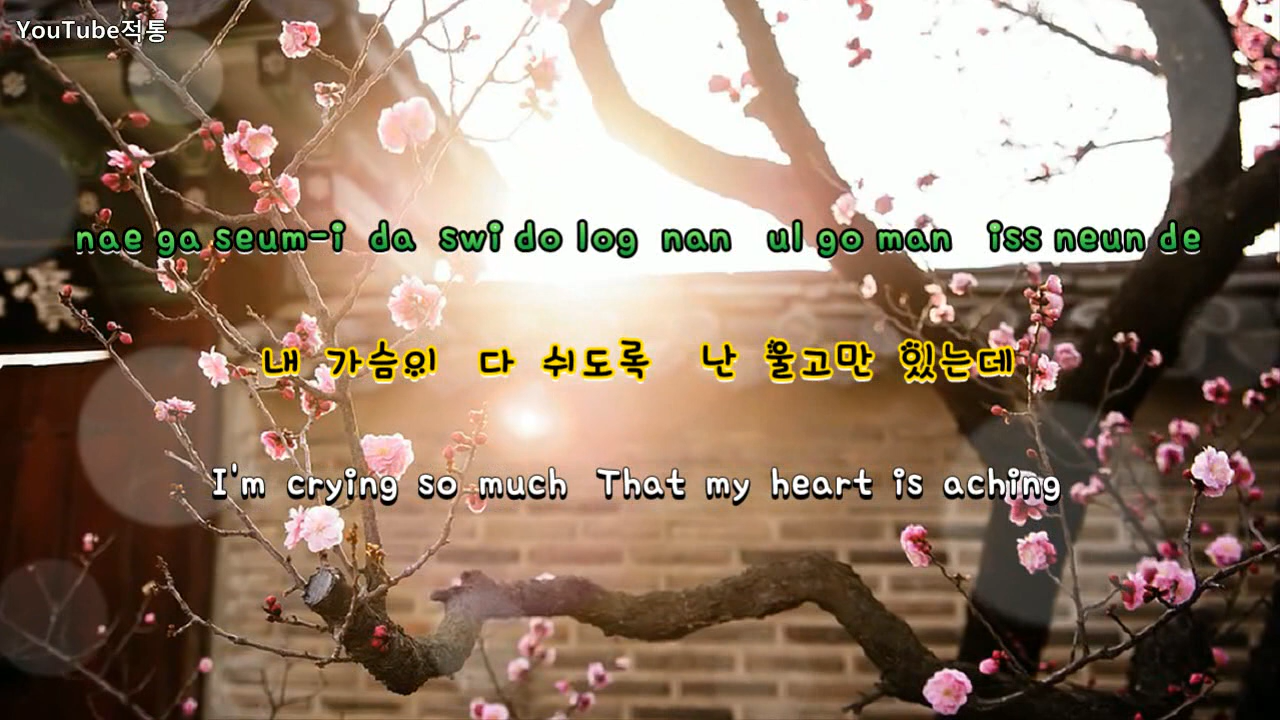 YouTube적통
nae ga seum-i da swi do log nan ul go man iss neun de
내 가슴이 다 쉬도록 난 울고만 있는데
I'm crying so much That my heart is aching